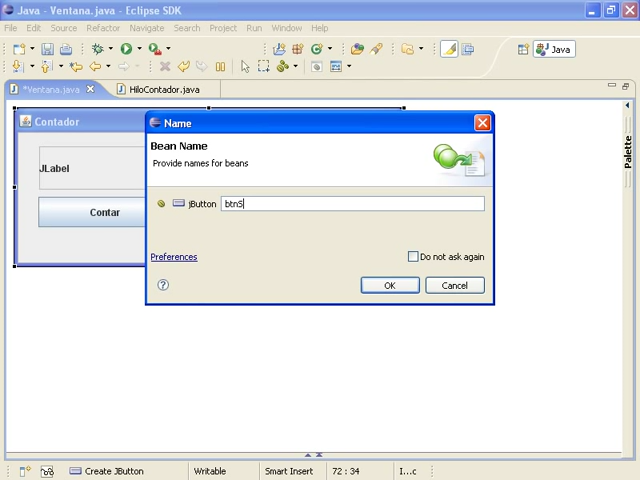 Java - Ventana.java - Eclipse SDK
File Edit Source Refactor Navigate Search Project Run Window Help
Java
*Ventana.java
HiloContador.java
Contador
JLabel
Contar
Name
Bean Name
Provide names for beans
jButton btnS
Preferences
Do not ask again
OK
Cancel
Palette
Create JButton
Writable
Smart Insert
72 : 34
I...c